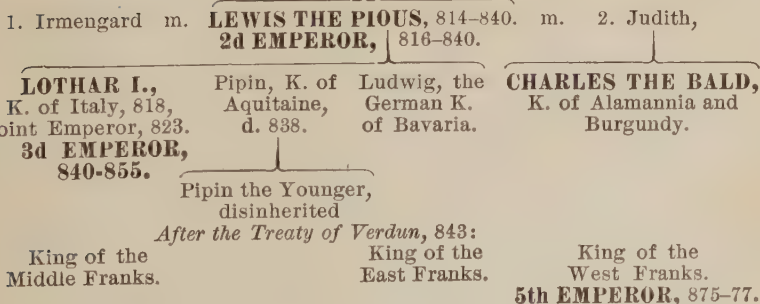 1. Irmengard m. LEWIS THE PIOUS, 814–840. m. 2. Judith,
2d EMPEROR, 816–840.
LOTHAR I.,
K. of Italy, 818,
oint Emperor, 823.
3d EMPEROR,
840-855.
Pipin, K. of
Aquitaine,
d. 838.
Ludwig, the
German K.
of Bavaria.
CHARLES THE BALD,
K. of Alamannia and
Burgundy.
Pipin the Younger,
disinherited
After the Treaty of Verdun, 843:
King of the
Middle Franks.
King of the
East Franks.
King of the
West Franks.
5th EMPEROR, 875–77.